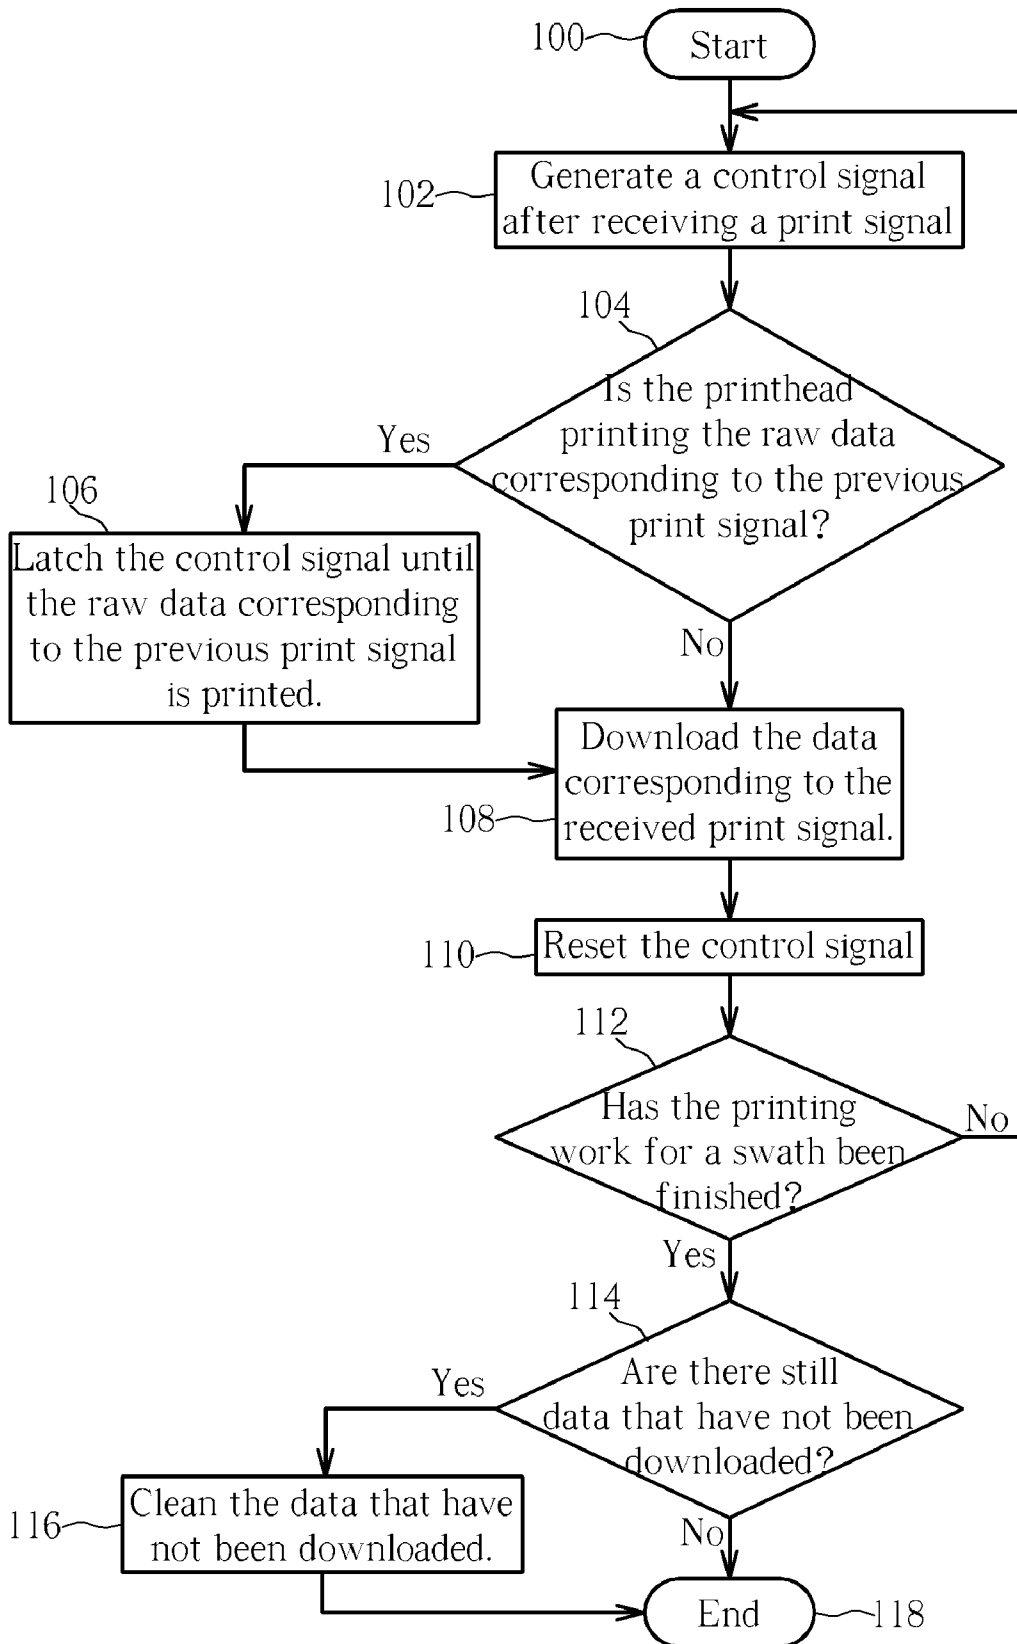 100
Start
102
Generate a control signal
after receiving a print signal
104
Is the printhead
printing the raw data
corresponding to the previous
print signal?
Yes
106
Latch the control signal until
the raw data corresponding
to the previous print signal
is printed.
No
Download the data
corresponding to the
received print signal.
108
Reset the control signal
110
112
Has the printing
work for a swath been
finished?
No
Yes
114
Are there still
data that have not been
downloaded?
Yes
116
Clean the data that have
not been downloaded.
No
End
118